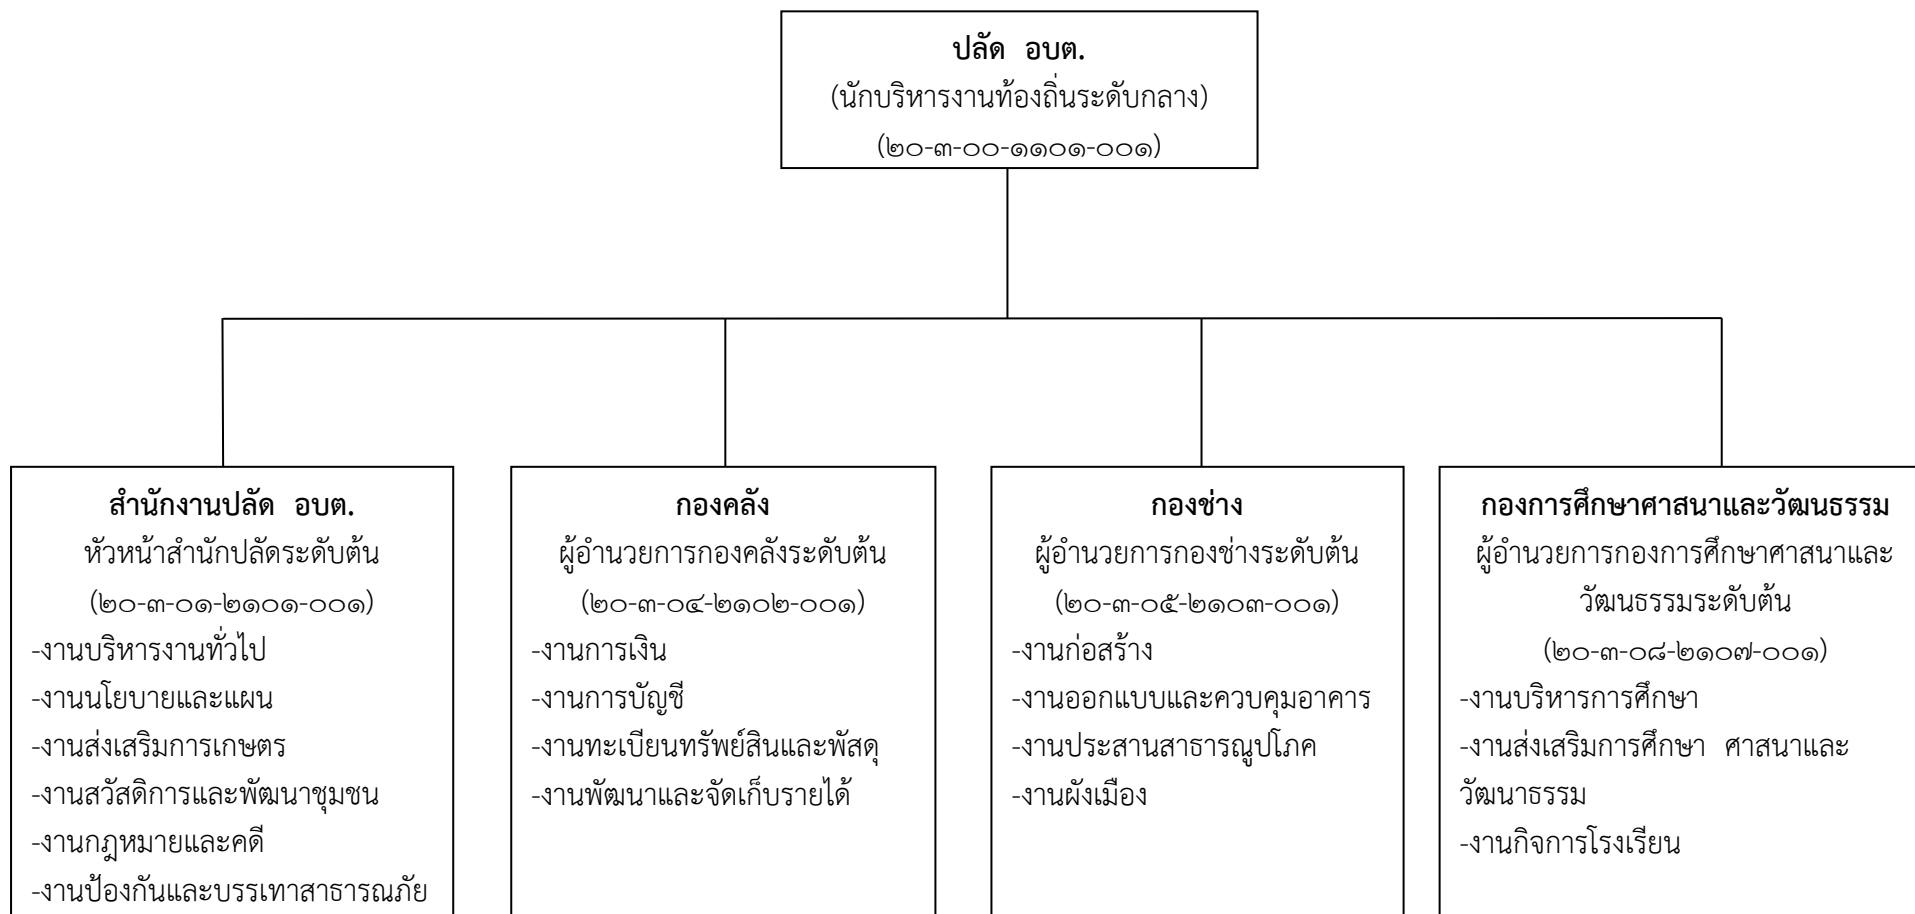 ปลัด อบต.
(นักบริหารงานท้องถิ่นระดับกลาง)
(๒๐-๓-๐๐-๑๑๐๑-๐๐๑)
สำนักงานปลัด อบต.
หัวหน้าสำนักปลัดระดับต้น
(๒๐-๓-๐๑-๒๑๐๑-๐๐๑)
-งานบริหารงานทั่วไป
-งานนโยบายและแผน
-งานส่งเสริมการเกษตร
-งานสวัสดิการและพัฒนาชุมชน
-งานกฎหมายและคดี
-งานป้องกันและบรรเทาสาธารณภัย
กองคลัง
ผู้อำนวยการกองคลังระดับต้น
(๒๐-๓-๐๔-๒๑๐๒-๐๐๑)
-งานการเงิน
-งานการบัญชี
-งานทะเบียนทรัพย์สินและพัสดุ
-งานพัฒนาและจัดเก็บรายได้
กองช่าง
ผู้อำนวยการกองช่างระดับต้น
(๒๐-๓-๐๕-๒๑๐๓-๐๐๑)
-งานก่อสร้าง
-งานออกแบบและควบคุมอาคาร
-งานประสานสาธารณูปโภค
-งานผังเมือง
กองการศึกษาศาสนาและวัฒนธรรม
ผู้อำนวยการกองการศึกษาศาสนาและ
วัฒนธรรมระดับต้น
(๒๐-๓-๐๘-๒๑๐๗-๐๐๑)
-งานบริหารการศึกษา
-งานส่งเสริมการศึกษา ศาสนาและ
วัฒนาธรรม
-งานกิจการโรงเรียน